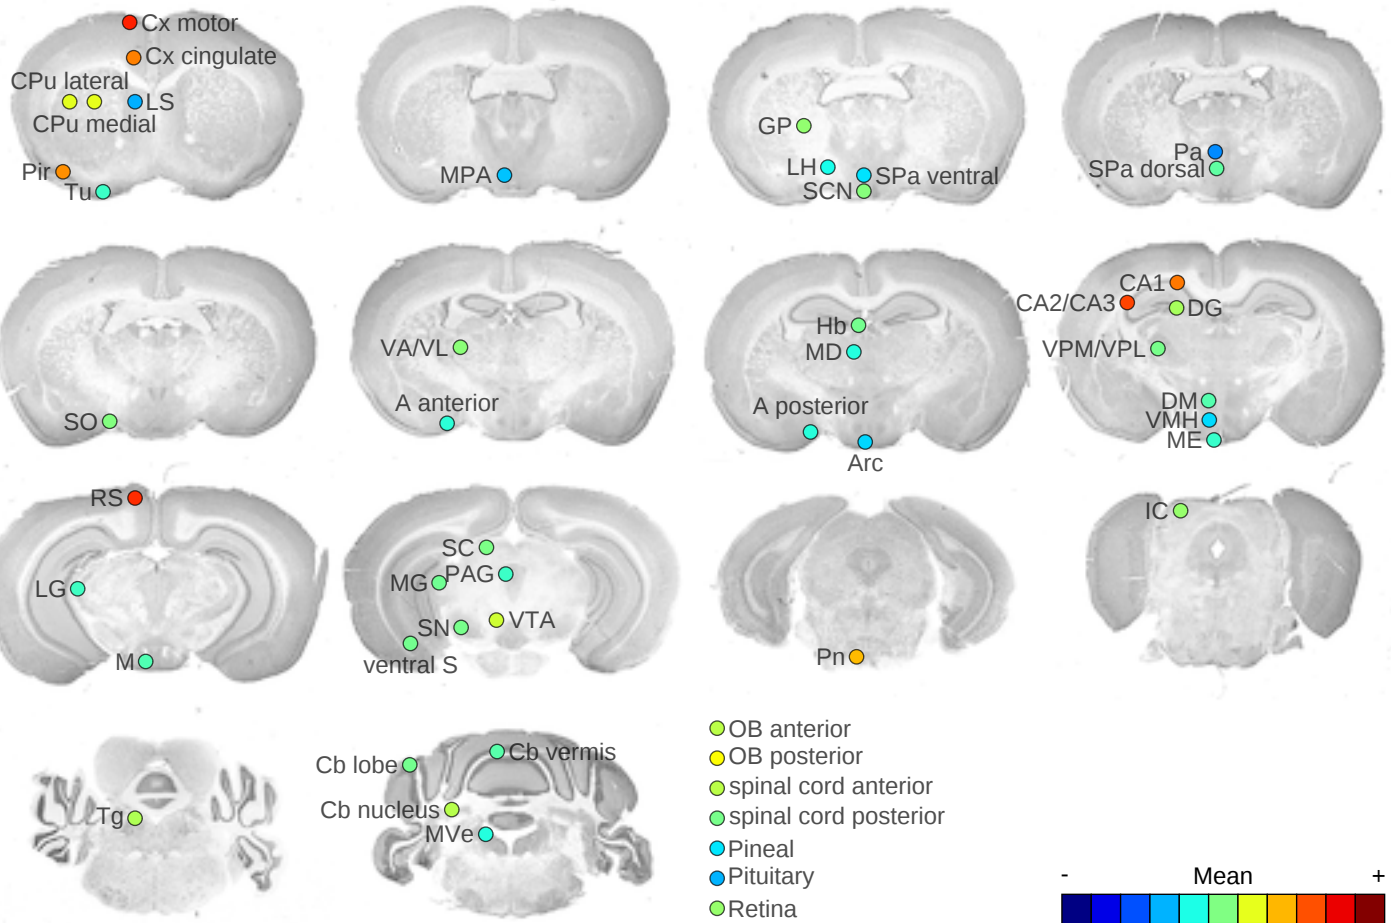 Cx motor
Cx cingulate
CPu lateral
LS
CPu medial
Pir
Tu
MPA
GP
LH
SPa ventral
SCN
Pa
SPa dorsal
SO
VA/VL
A anterior
Hb
MD
A posterior
Arc
CA1
CA2/CA3
DG
VPM/VPL
DM
VMH
ME
RS
LG
M
SC
MG
PAG
SN
VTA
ventral S
Pn
IC
Tg
Cb lobe
Cb vermis
Cb nucleus
MVe
OB anterior
OB posterior
spinal cord anterior
spinal cord posterior
Pineal
Pituitary
Retina
- Mean +